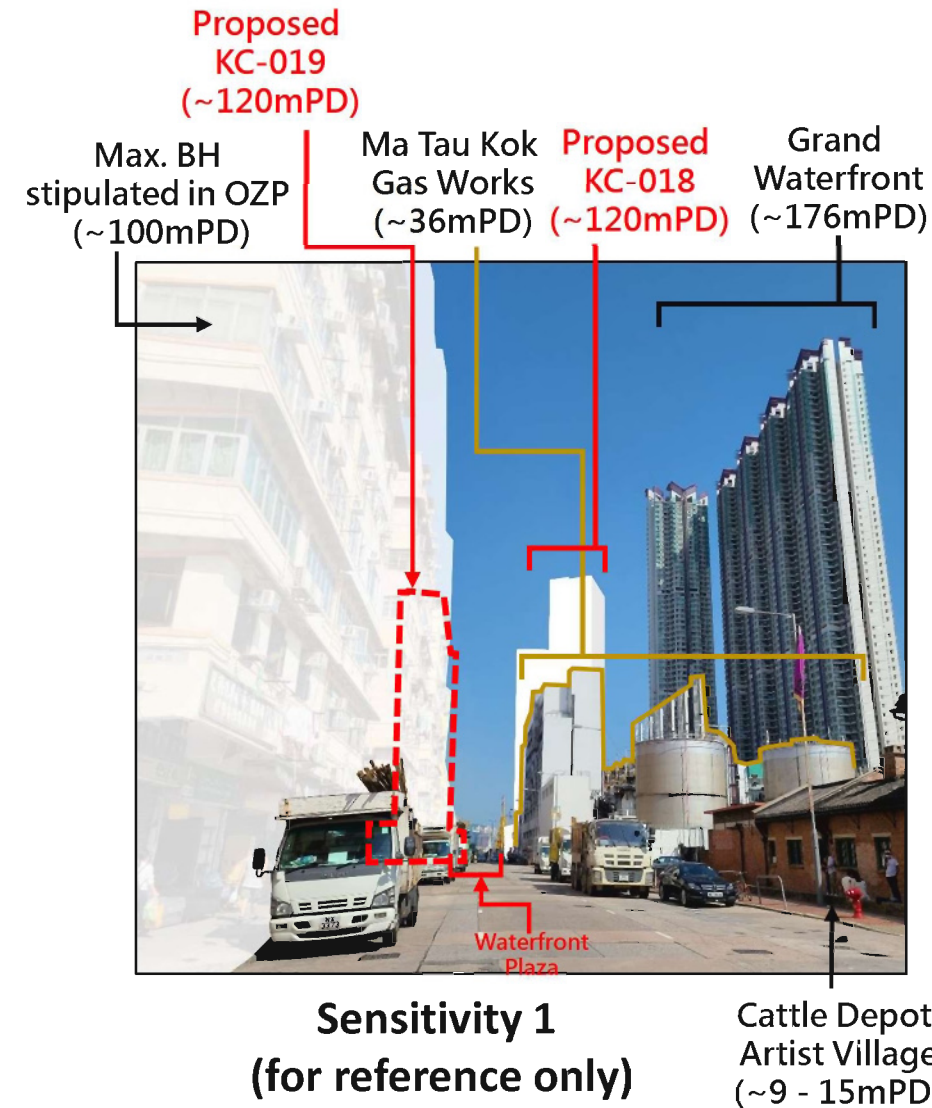 Proposed
KC-019
(~120mPD)
Max. BH
stipulated in OZP
(~100mPD)
Ma Tau Kok
Gas Works
(~36mPD)
Proposed
KC-018
(~120mPD)
Grand
Waterfront
(~176mPD)
Waterfront
Plaza
Sensitivity 1
(for reference only)
Cattle Depot
Artist Village
(~9 - 15mPD